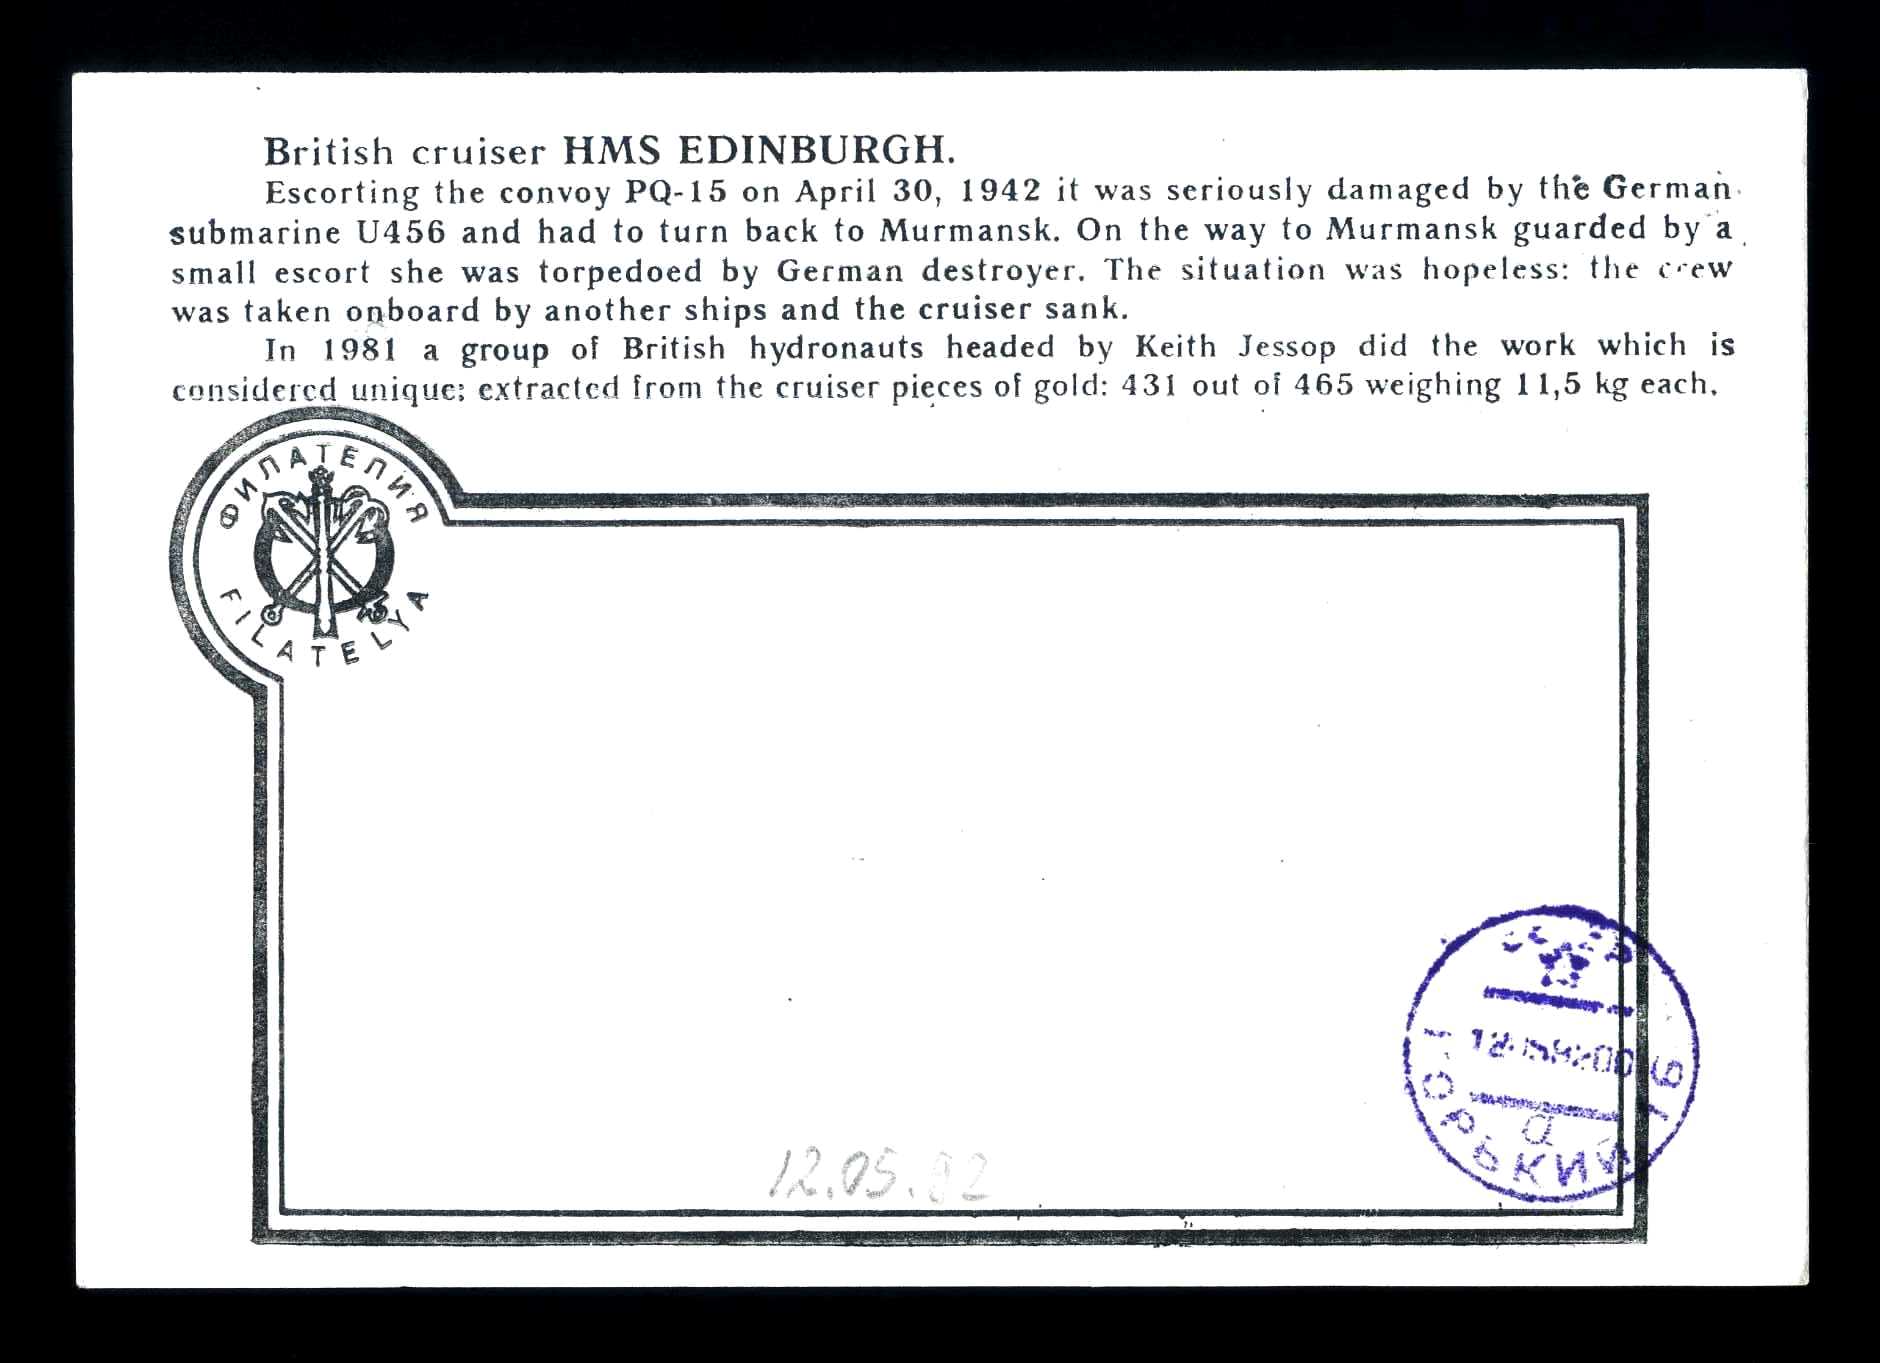 British cruiser HMS EDINBURGH.
Escorting the convoy PQ-15 on April 30, 1942 it was seriously damaged by the German
submarine U456 and had to turn back to Murmansk. On the way to Murmansk guarded by a
small escort she was torpedoed by German destroyer. The situation was hopeless: the crew
was taken onboard by another ships and the cruiser sank.
In 1981 a group of British hydronauts headed by Keith Jessop did the work which is
considered unique: extracted from the cruiser pieces of gold: 431 out of 465 weighing 11,5 kg each.
ФИЛАТЕЛИЯ
FILATELYA
а
ГОРЬКИЙ 16
12.05.92